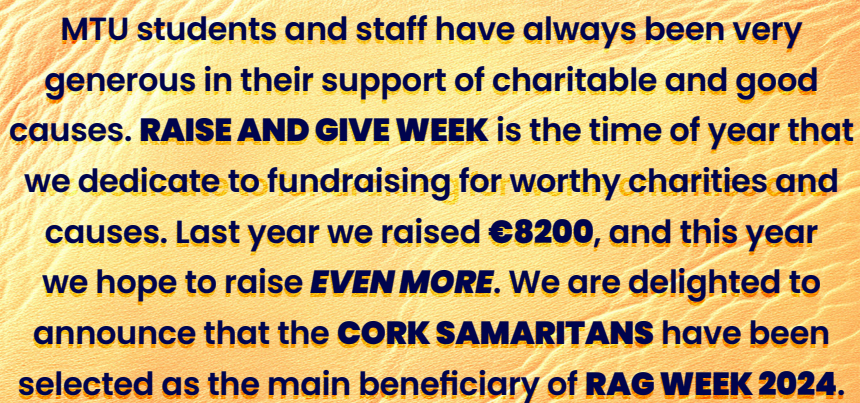 MTU students and staff have always been very
generous in their support of charitable and good
causes. RAISE AND GIVE WEEK is the time of year that
we dedicate to fundraising for worthy charities and
causes. Last year we raised €8200, and this year
we hope to raise EVEN MORE. We are delighted to
announce that the CORK SAMARITANS have been
selected as the main beneficiary of RAG WEEK 2024.